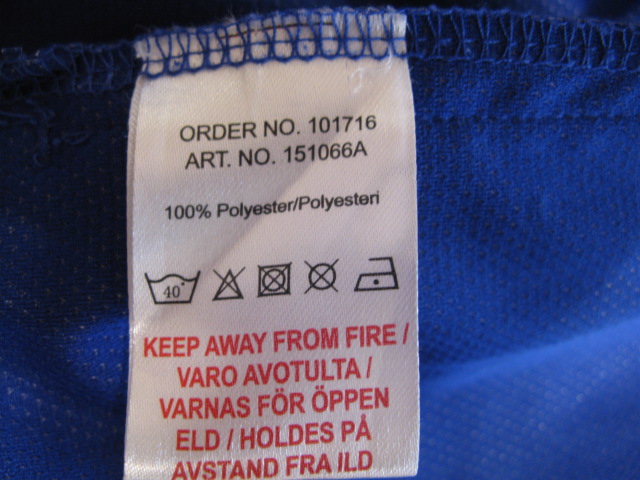 ORDER NO. 101716
ART. NO. 151066A
100% Polyester/Polyesteri
40°
KEEP AWAY FROM FIRE /
VARO AVOTULTA /
VARNAS FÖR ÖPPEN
ELD / HOLDES PÅ
AVSTAND FRA ILD